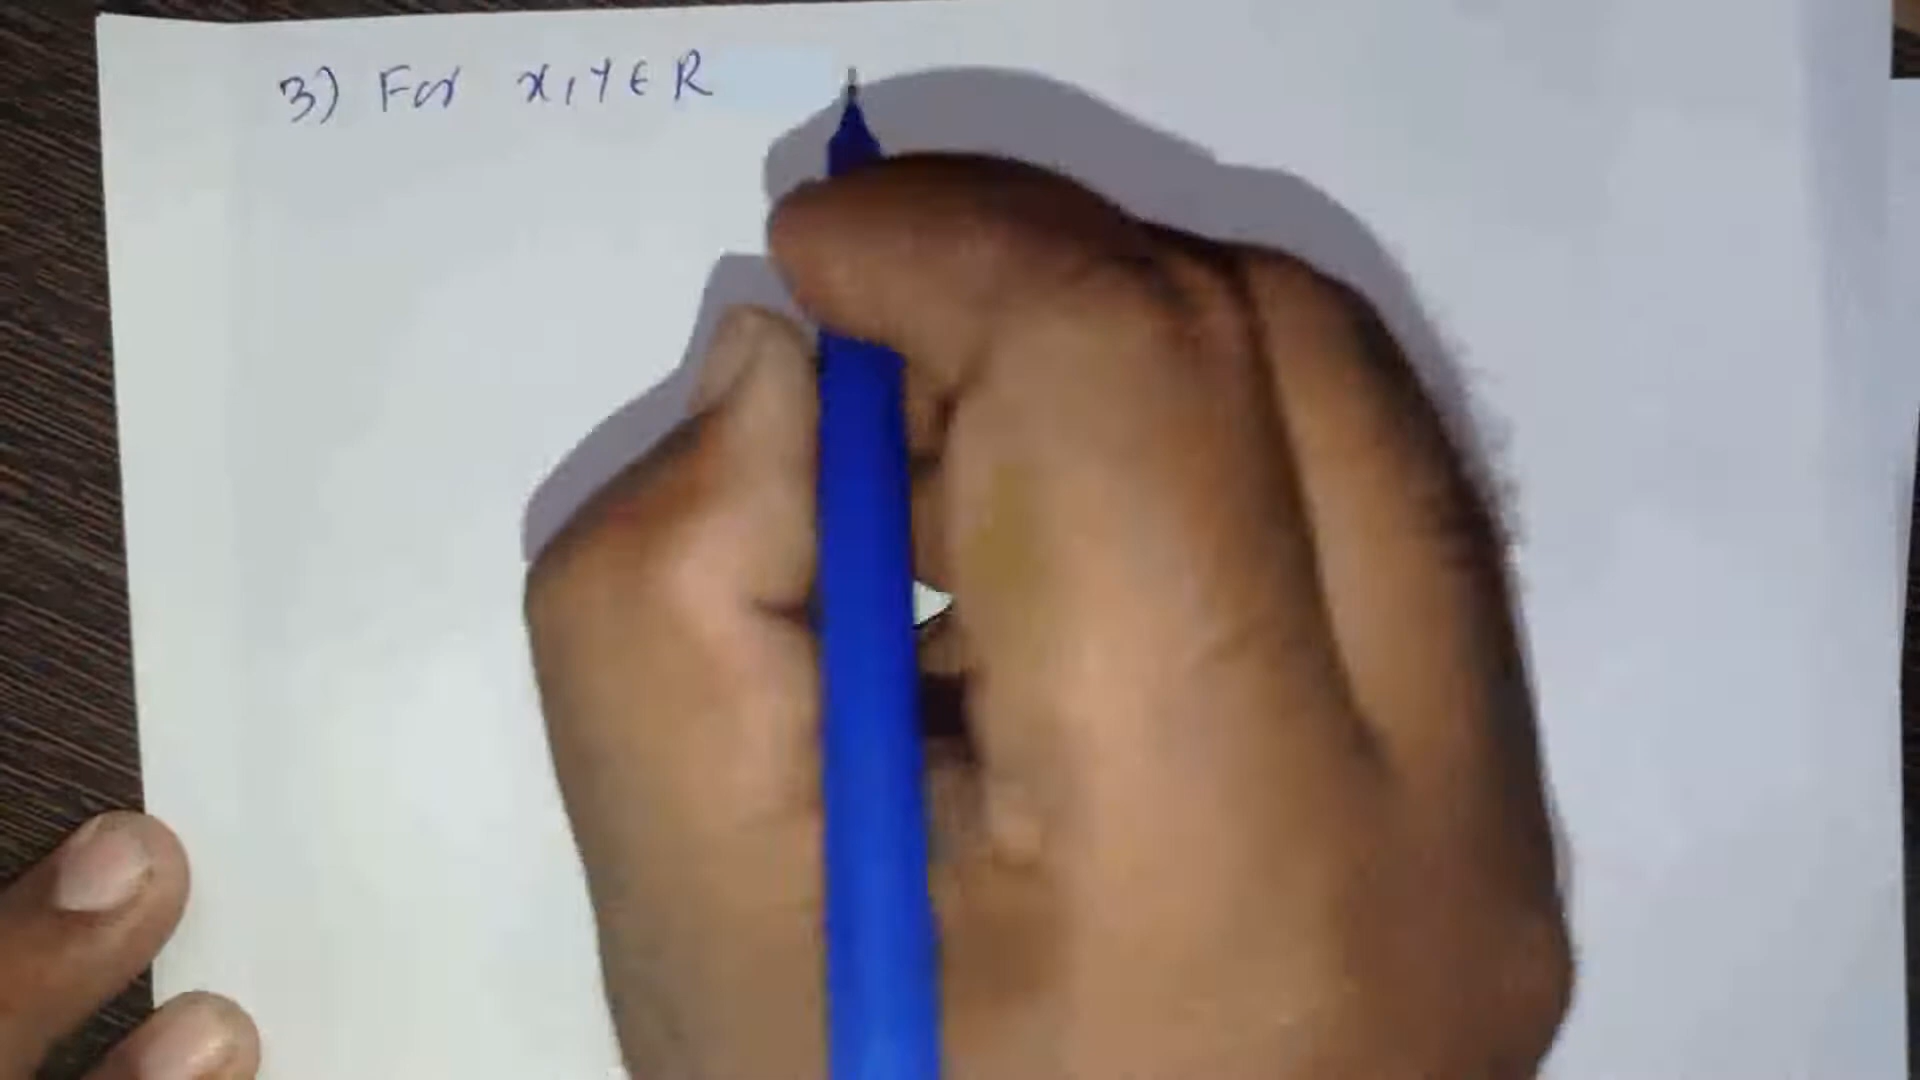 3) For x, y ∈ R